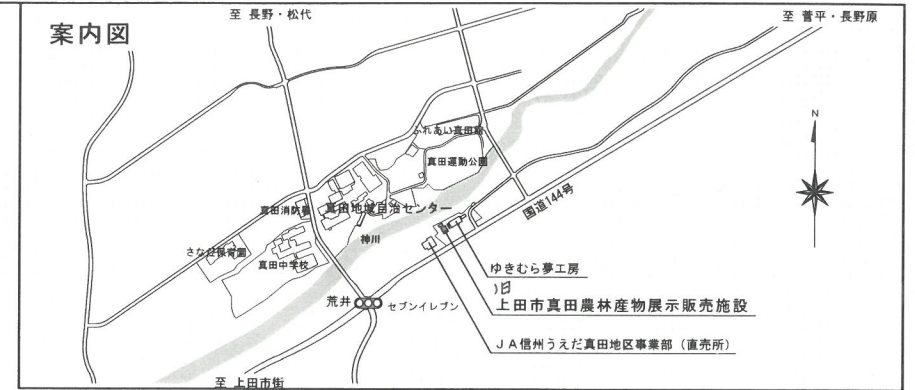 案内図
至 長野・松代
至 菅平・長野原
N
ふれあい真田館
真田運動公園
真田消防署
真田地域自治センター
国道144号
神川
さなだ保育園
真田中学校
ゆきむら夢工房
旧
上田市真田農林産物展示販売施設
荒井
セブンイレブン
JA信州うえだ真田地区事業部（直売所）
至 上田市街